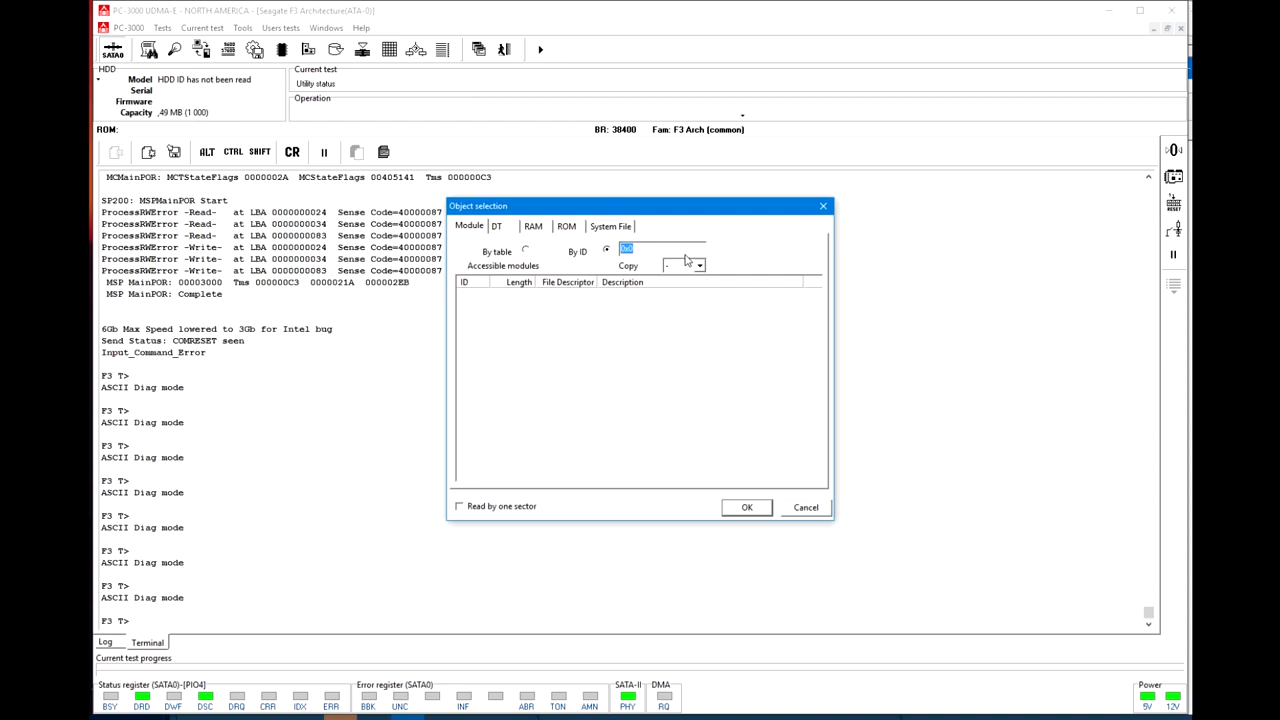 PC-3000 UDMA-E - NORTH AMERICA - [Seagate F3 Architecture(ATA-0)]
PC-3000 Tests Current test Tools Users tests Windows Help
SATA0
HDD
Model HDD ID has not been read
Serial
Firmware
Capacity ,49 MB (1 000)
Current test
Utility status
Operation
ROM: BR: 38400 Fam: F3 Arch (common)
ALT CTRL SHIFT CR
MCMainPOR: MCTStateFlags 0000002A MCStateFlags 00405141 Tms 000000C3
SP200: MSPMainPOR Start
ProcessRWError -Read- at LBA 0000000024 Sense Code=40000087
ProcessRWError -Read- at LBA 0000000034 Sense Code=40000087
ProcessRWError -Read- at LBA 0000000083 Sense Code=40000087
ProcessRWError -Write- at LBA 0000000024 Sense Code=40000087
ProcessRWError -Write- at LBA 0000000034 Sense Code=40000087
ProcessRWError -Write- at LBA 0000000083 Sense Code=40000087
MSP MainPOR: 00003000 Tms 000000C3 0000021A 000002EB
MSP MainPOR: Complete
6Gb Max Speed lowered to 3Gb for Intel bug
Send Status: COMRESET seen
Input_Command_Error
F3 T>
ASCII Diag mode
F3 T>
ASCII Diag mode
F3 T>
ASCII Diag mode
F3 T>
ASCII Diag mode
F3 T>
ASCII Diag mode
F3 T>
ASCII Diag mode
F3 T>
ASCII Diag mode
F3 T>
Object selection
Module DT RAM ROM System File
By table By ID 0x0
Accessible modules Copy -
ID Length File Descriptor Description
Read by one sector OK Cancel
Log Terminal
Current test progress
Status register (SATA0)-[PIO4] Error register (SATA0) SATA-II DMA Power
BSY DRD DWF DSC DRQ CRR IDX ERR BBK UNC INF ABR TON AMN PHY RQ 5V 12V